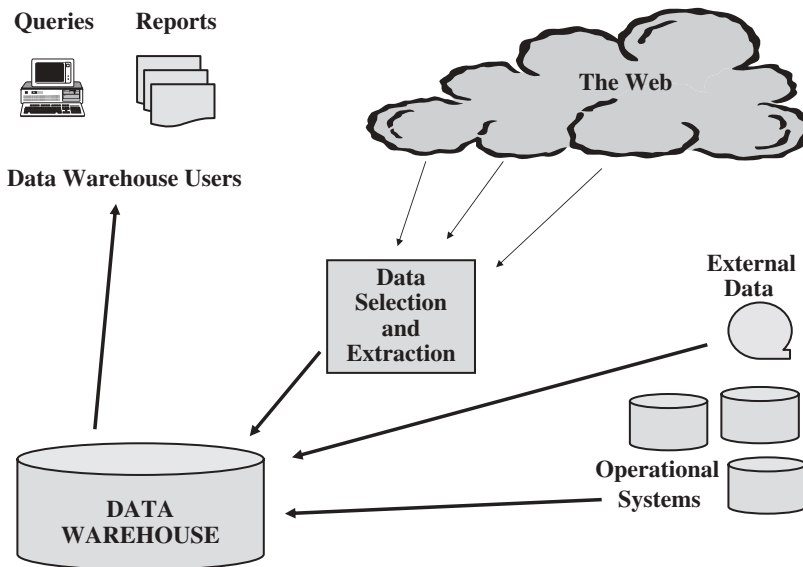 Queries
Reports
The Web
Data Warehouse Users
Data
Selection
and
Extraction
External
Data
Operational
Systems
DATA
WAREHOUSE